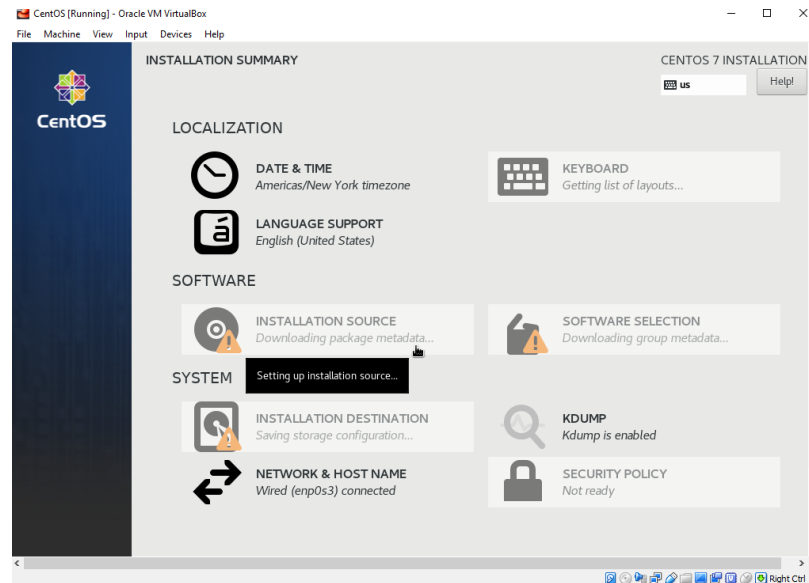 CentOS [Running] - Oracle VM VirtualBox
File Machine View Input Devices Help
INSTALLATION SUMMARY
CENTOS 7 INSTALLATION
us
Help!
CentOS
LOCALIZATION
DATE & TIME
Americas/New York timezone
KEYBOARD
Getting list of layouts...
LANGUAGE SUPPORT
English (United States)
SOFTWARE
INSTALLATION SOURCE
Downloading package metadata...
SOFTWARE SELECTION
Downloading group metadata...
Setting up installation source...
SYSTEM
INSTALLATION DESTINATION
Saving storage configuration...
KDUMP
Kdump is enabled
NETWORK & HOST NAME
Wired (enp0s3) connected
SECURITY POLICY
Not ready
Right Ctrl